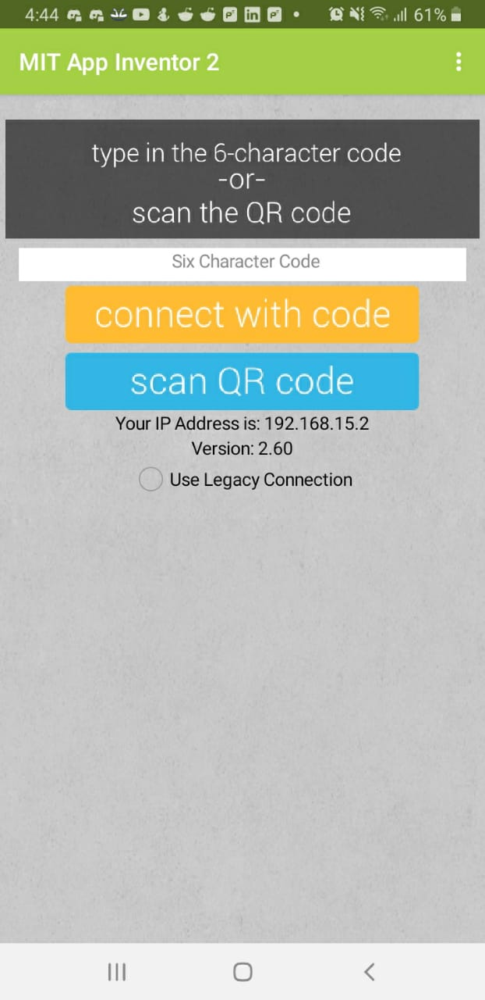 4:44
61%
MIT App Inventor 2
type in the 6-character code
-or-
scan the QR code
Six Character Code
connect with code
scan QR code
Your IP Address is: 192.168.15.2
Version: 2.60
Use Legacy Connection